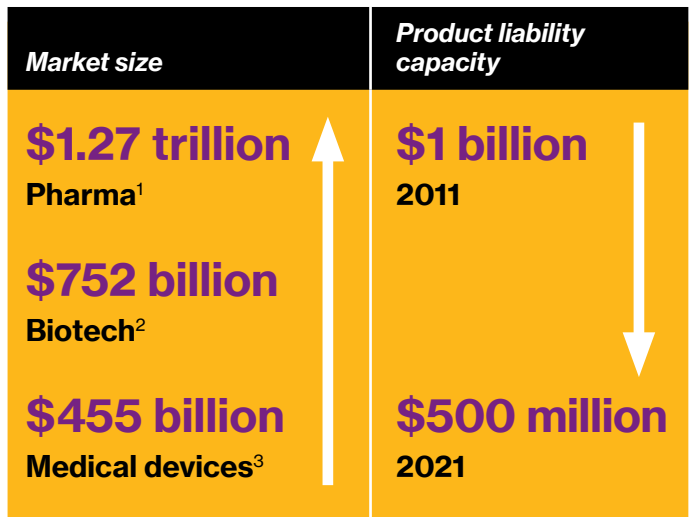 Market size
$1.27 trillion
Pharma¹
$752 billion
Biotech²
$455 billion
Medical devices³
Product liability
capacity
$1 billion
2011
$500 million
2021